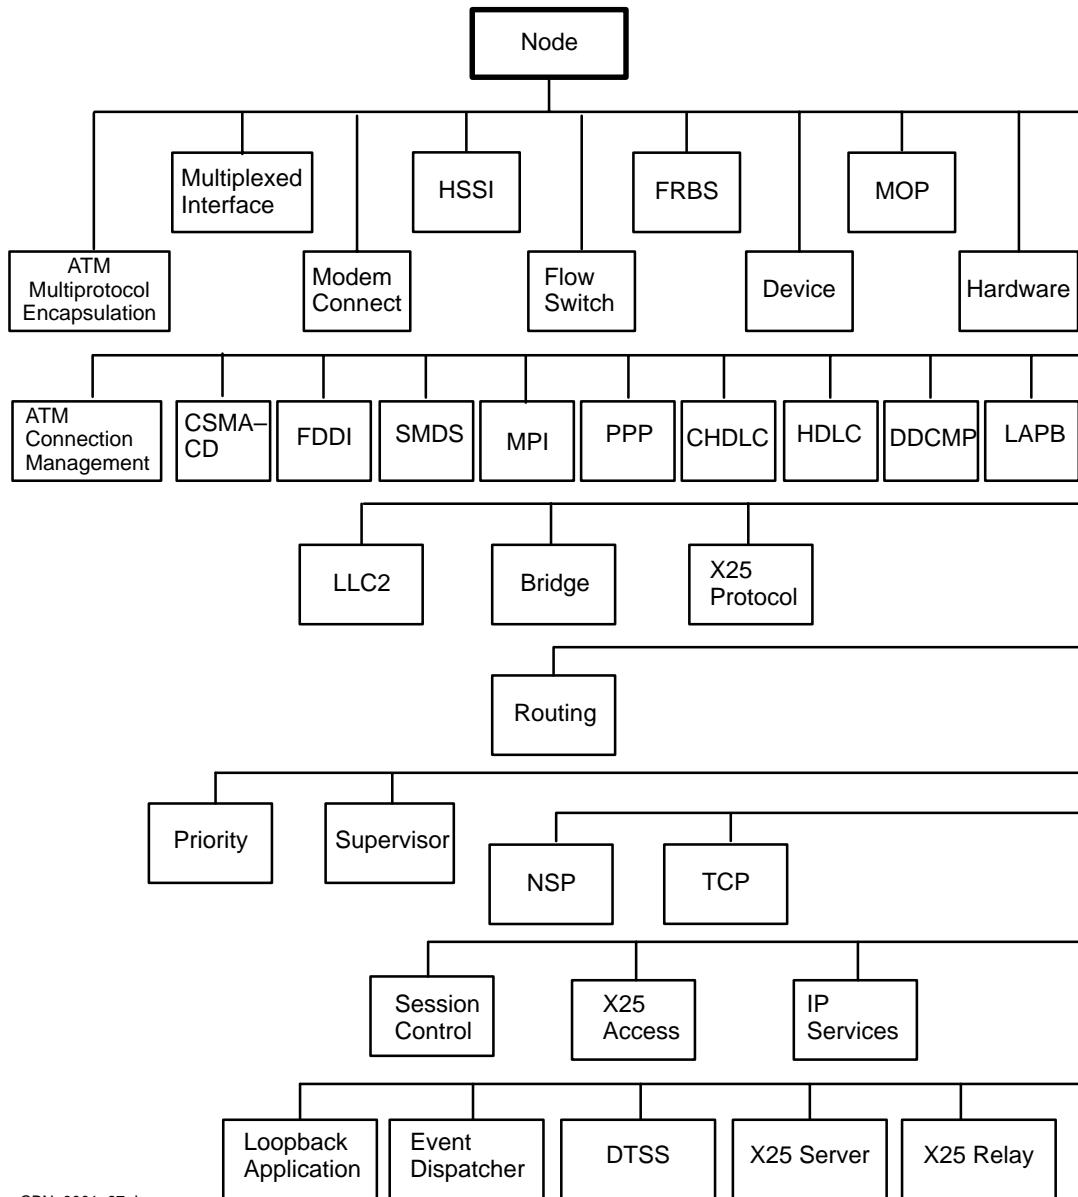 Node
Multiplexed
Interface
HSSI
FRBS
MOP
ATM
Multiprotocol
Encapsulation
Modem
Connect
Flow
Switch
Device
Hardware
ATM
Connection
Management
CSMA–
CD
FDDI
SMDS
MPI
PPP
CHDLC
HDLC
DDCMP
LAPB
LLC2
Bridge
X25
Protocol
Routing
Priority
Supervisor
NSP
TCP
Session
Control
X25
Access
IP
Services
Loopback
Application
Event
Dispatcher
DTSS
X25 Server
X25 Relay